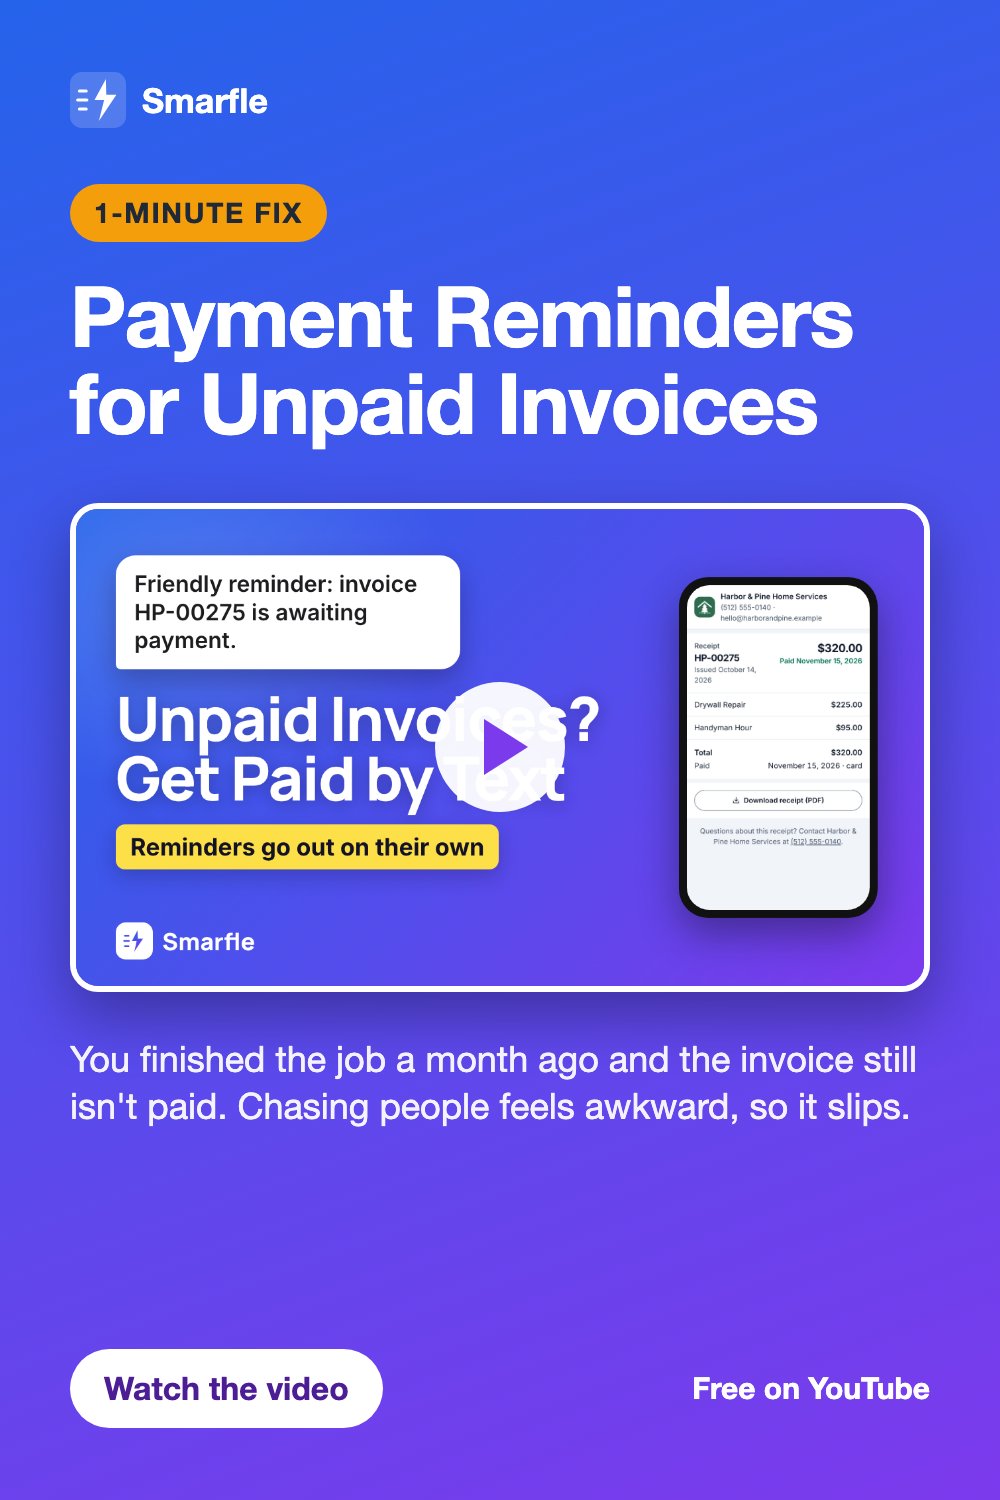 Smarfle
1-MINUTE FIX
Payment Reminders
for Unpaid Invoices
Friendly reminder: invoice
HP-00275 is awaiting
payment.
Unpaid Invoices?
Get Paid by Text
Reminders go out on their own
Smarfle
Harbor & Pine Home Services
(512) 555-0140 ·
hello@harborandpine.example
Receipt
HP-00275
Issued October 14,
2026
$320.00
Paid November 15, 2026
Drywall Repair $225.00
Handyman Hour $95.00
Total $320.00
Paid November 15, 2026 · card
Download receipt (PDF)
Questions about this receipt? Contact Harbor &
Pine Home Services at (512) 555-0140.
You finished the job a month ago and the invoice still
isn't paid. Chasing people feels awkward, so it slips.
Watch the video
Free on YouTube